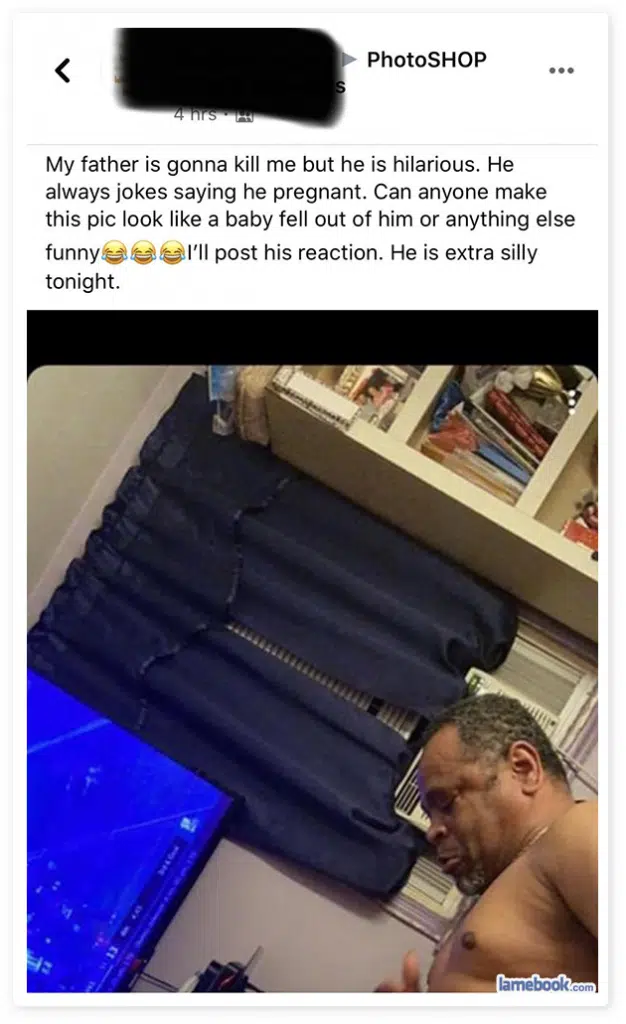 PhotoSHOP
s
4 hrs ·
My father is gonna kill me but he is hilarious. He
always jokes saying he pregnant. Can anyone make
this pic look like a baby fell out of him or anything else
funny😂😂😂I'll post his reaction. He is extra silly
tonight.
lamebook.com